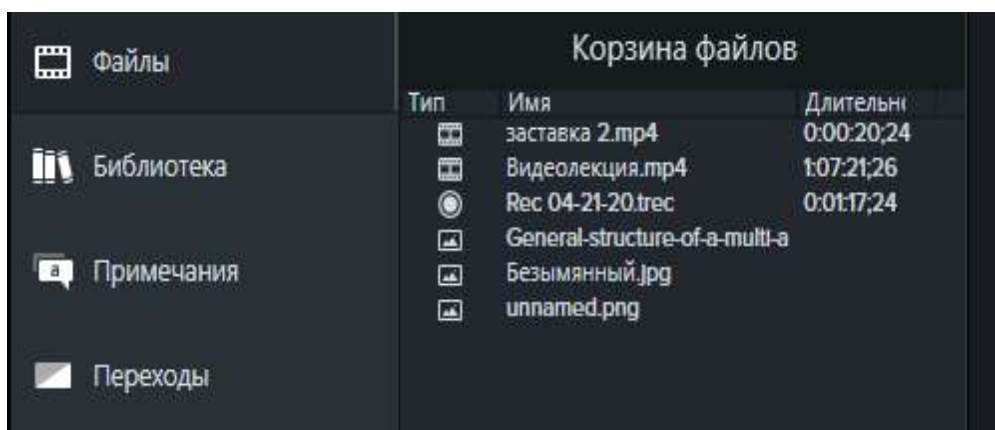 Файлы
Библиотека
Примечания
Переходы
Корзина файлов
Тип Имя Длительно
заставка 2.mp4 0:00:20;24
Видеолекция.mp4 1:07:21;26
Rec 04-21-20.trec 0:01:17;24
General-structure-of-a-multi-a
Безымянный.jpg
unnamed.png